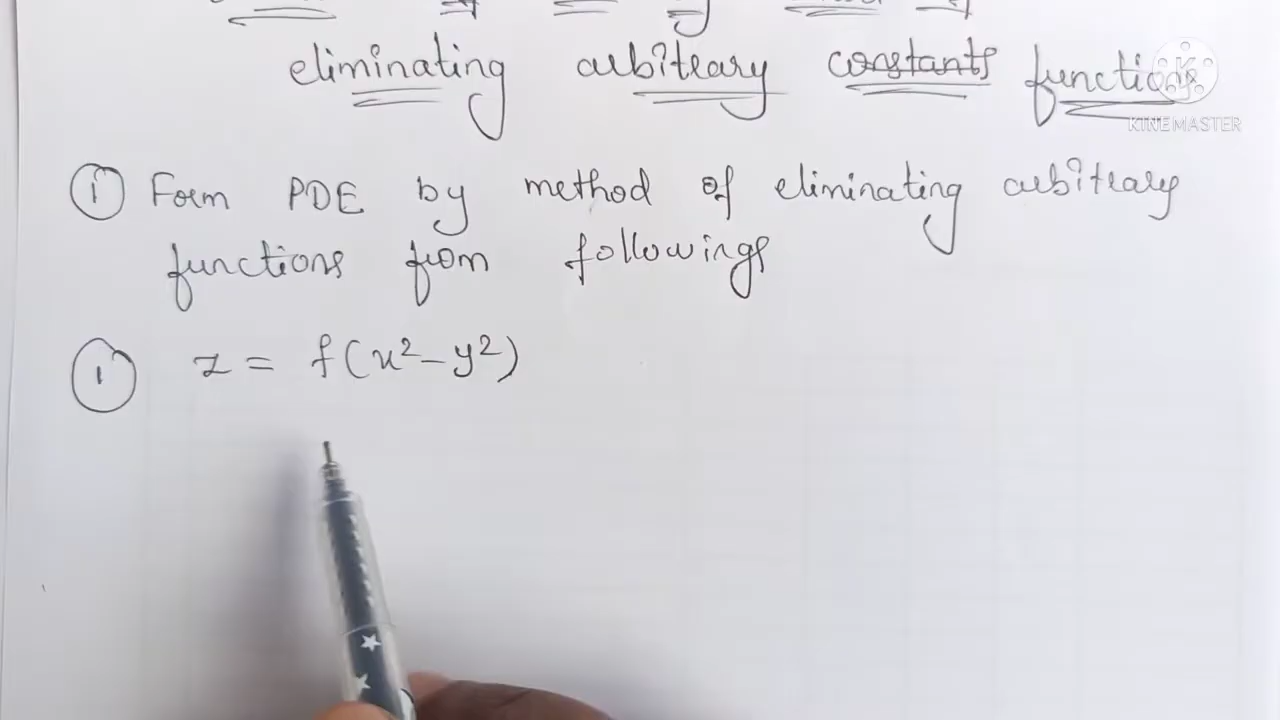 eliminating arbitrary constants functions
KINEMASTER
① Form PDE by method of eliminating arbitrary
functions from followings
① z = f(x²-y²)